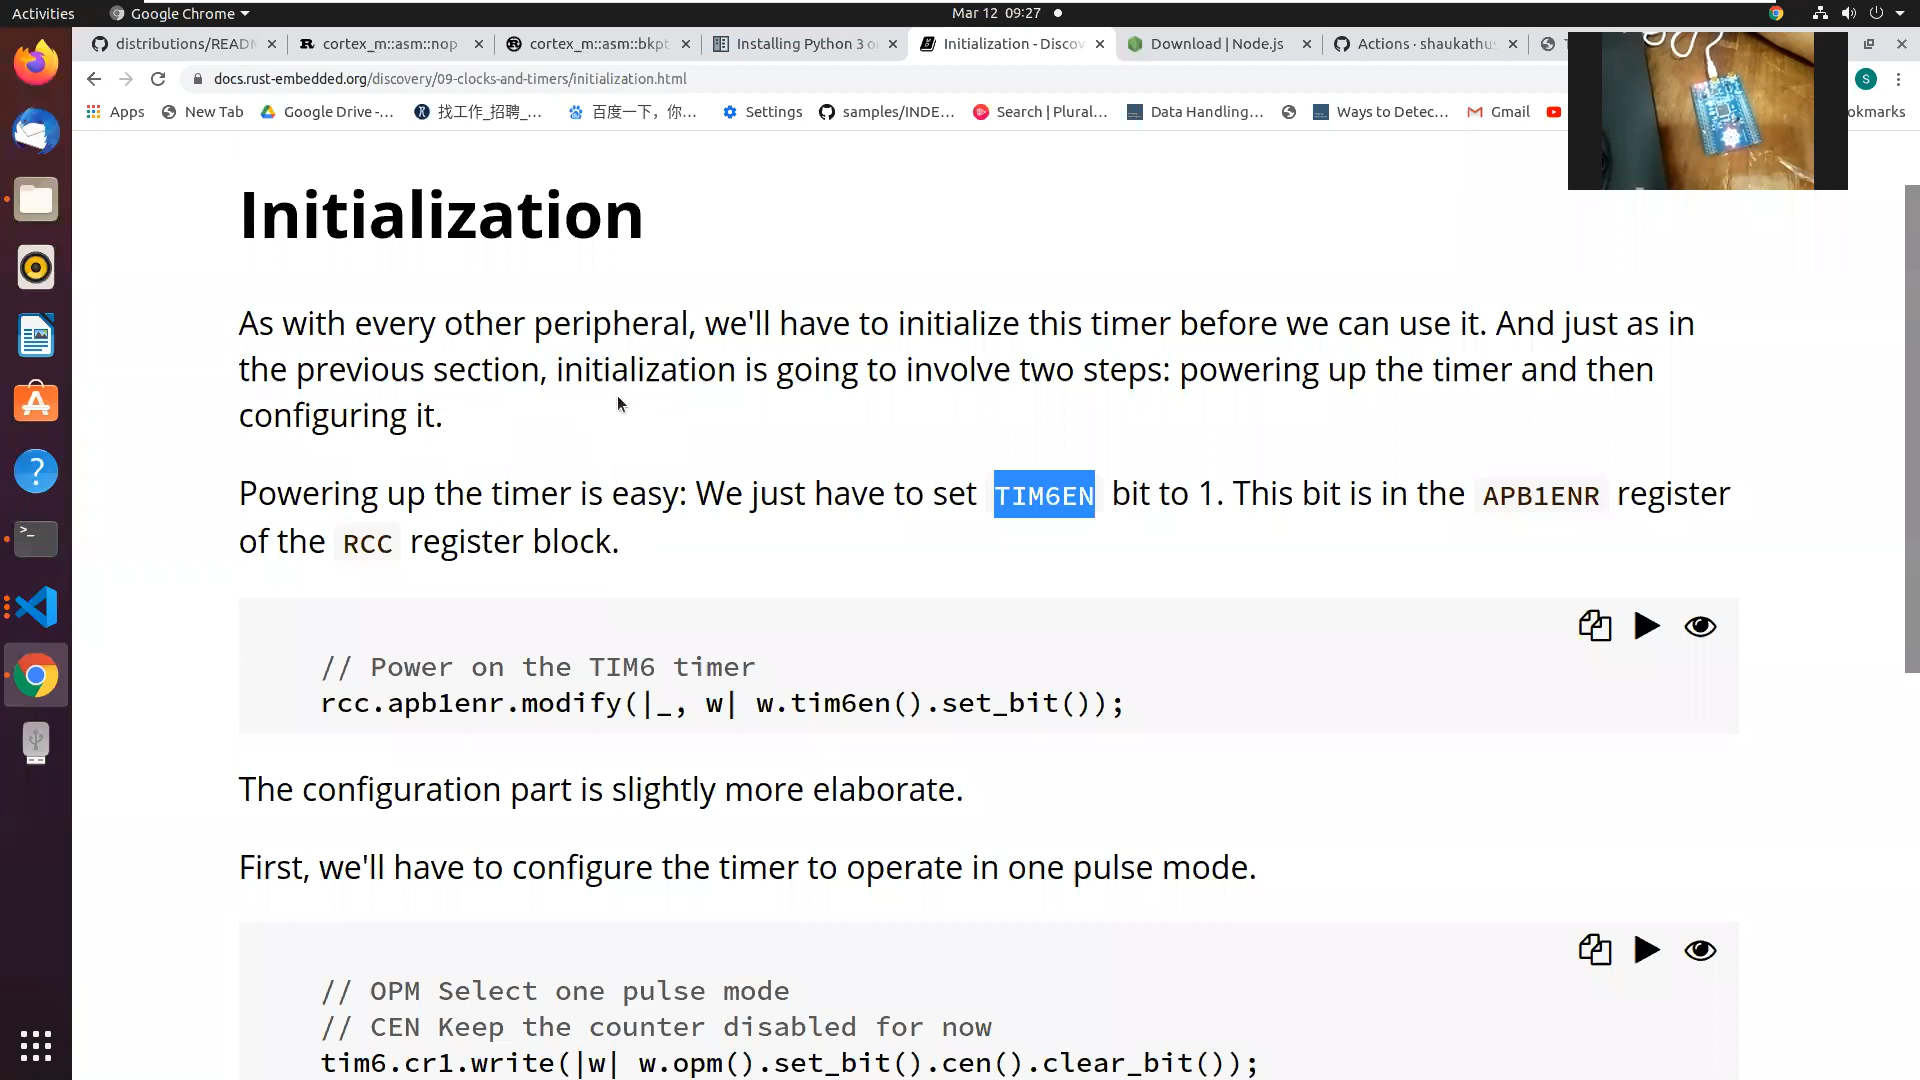 Activities
Google Chrome
Mar 12 09:27
distributions/READM
cortex_m::asm::nop
cortex_m::asm::bkpt
Installing Python 3 o
Initialization - Discov
Download | Node.js
Actions · shaukathus
docs.rust-embedded.org/discovery/09-clocks-and-timers/initialization.html
S
Apps
New Tab
Google Drive -...
找工作_招聘_...
百度一下，你...
Settings
samples/INDE...
Search | Plural...
Data Handling...
Ways to Detec...
Gmail
okmarks
Initialization
As with every other peripheral, we'll have to initialize this timer before we can use it. And just as in
the previous section, initialization is going to involve two steps: powering up the timer and then
configuring it.
Powering up the timer is easy: We just have to set TIM6EN bit to 1. This bit is in the APB1ENR register
of the RCC register block.
// Power on the TIM6 timer
rcc.apb1enr.modify(|_, w| w.tim6en().set_bit());
The configuration part is slightly more elaborate.
First, we'll have to configure the timer to operate in one pulse mode.
// OPM Select one pulse mode
// CEN Keep the counter disabled for now
tim6.cr1.write(|w| w.opm().set_bit().cen().clear_bit());